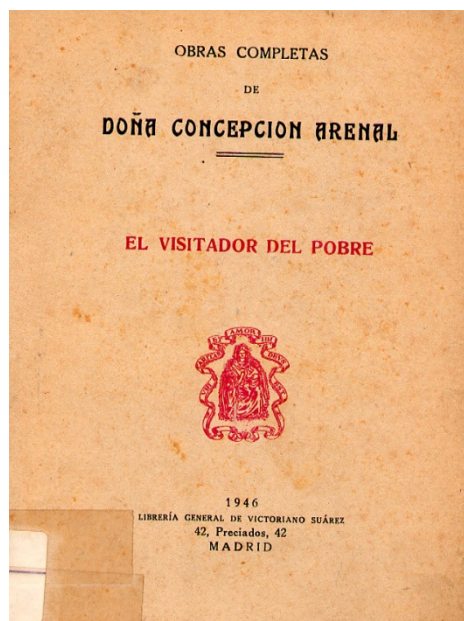 OBRAS COMPLETAS
DE
DOÑA CONCEPCION ARENAL
EL VISITADOR DEL POBRE
AMOR
1946
LIBRERÍA GENERAL DE VICTORIANO SUÁREZ
42, Preciados, 42
MADRID